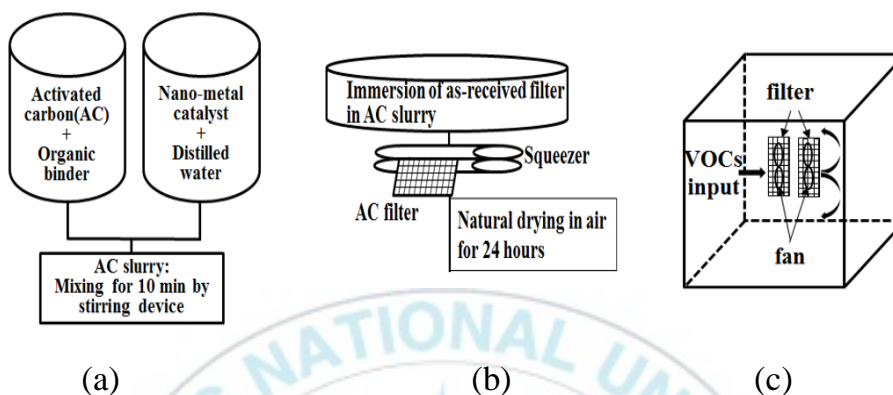 Activated
carbon(AC)
+
Organic
binder
Nano-metal
catalyst
+
Distilled
water
AC slurry:
Mixing for 10 min by
stirring device
(a)
Immersion of as-received filter
in AC slurry
Squeezer
AC filter
Natural drying in air
for 24 hours
(b)
filter
VOCs
input
fan
(c)
NATIONAL UN